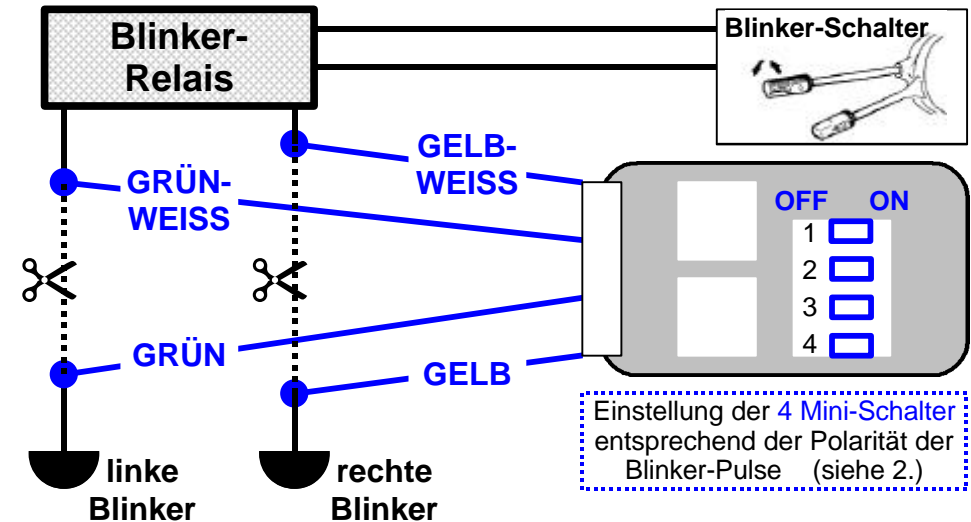 Blinker-
Relais
Blinker-Schalter
GELB-
WEISS
GRÜN-
WEISS
OFF ON
1
2
3
4
GRÜN
GELB
Einstellung der 4 Mini-Schalter
entsprechend der Polarität der
Blinker-Pulse (siehe 2.)
linke
Blinker
rechte
Blinker